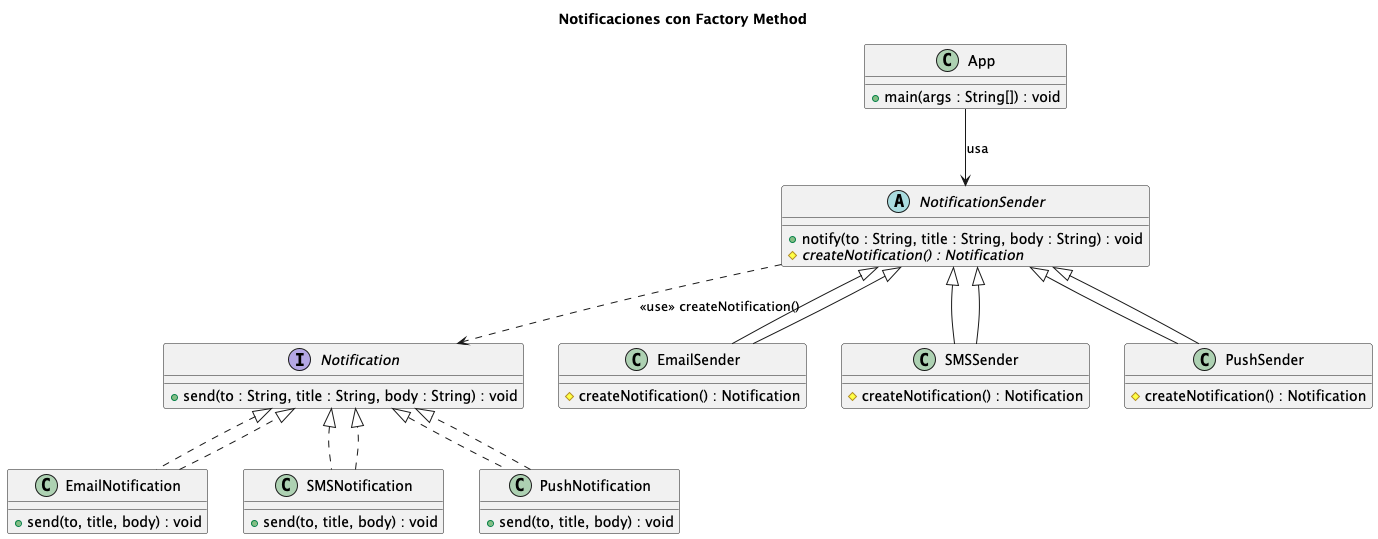 Notificaciones con Factory Method
C App
main(args : String[]) : void
usa
A NotificationSender
notify(to : String, title : String, body : String) : void
createNotification() : Notification
«use» createNotification()
I Notification
send(to : String, title : String, body : String) : void
C EmailSender
createNotification() : Notification
C SMSSender
createNotification() : Notification
C PushSender
createNotification() : Notification
C EmailNotification
send(to, title, body) : void
C SMSNotification
send(to, title, body) : void
C PushNotification
send(to, title, body) : void